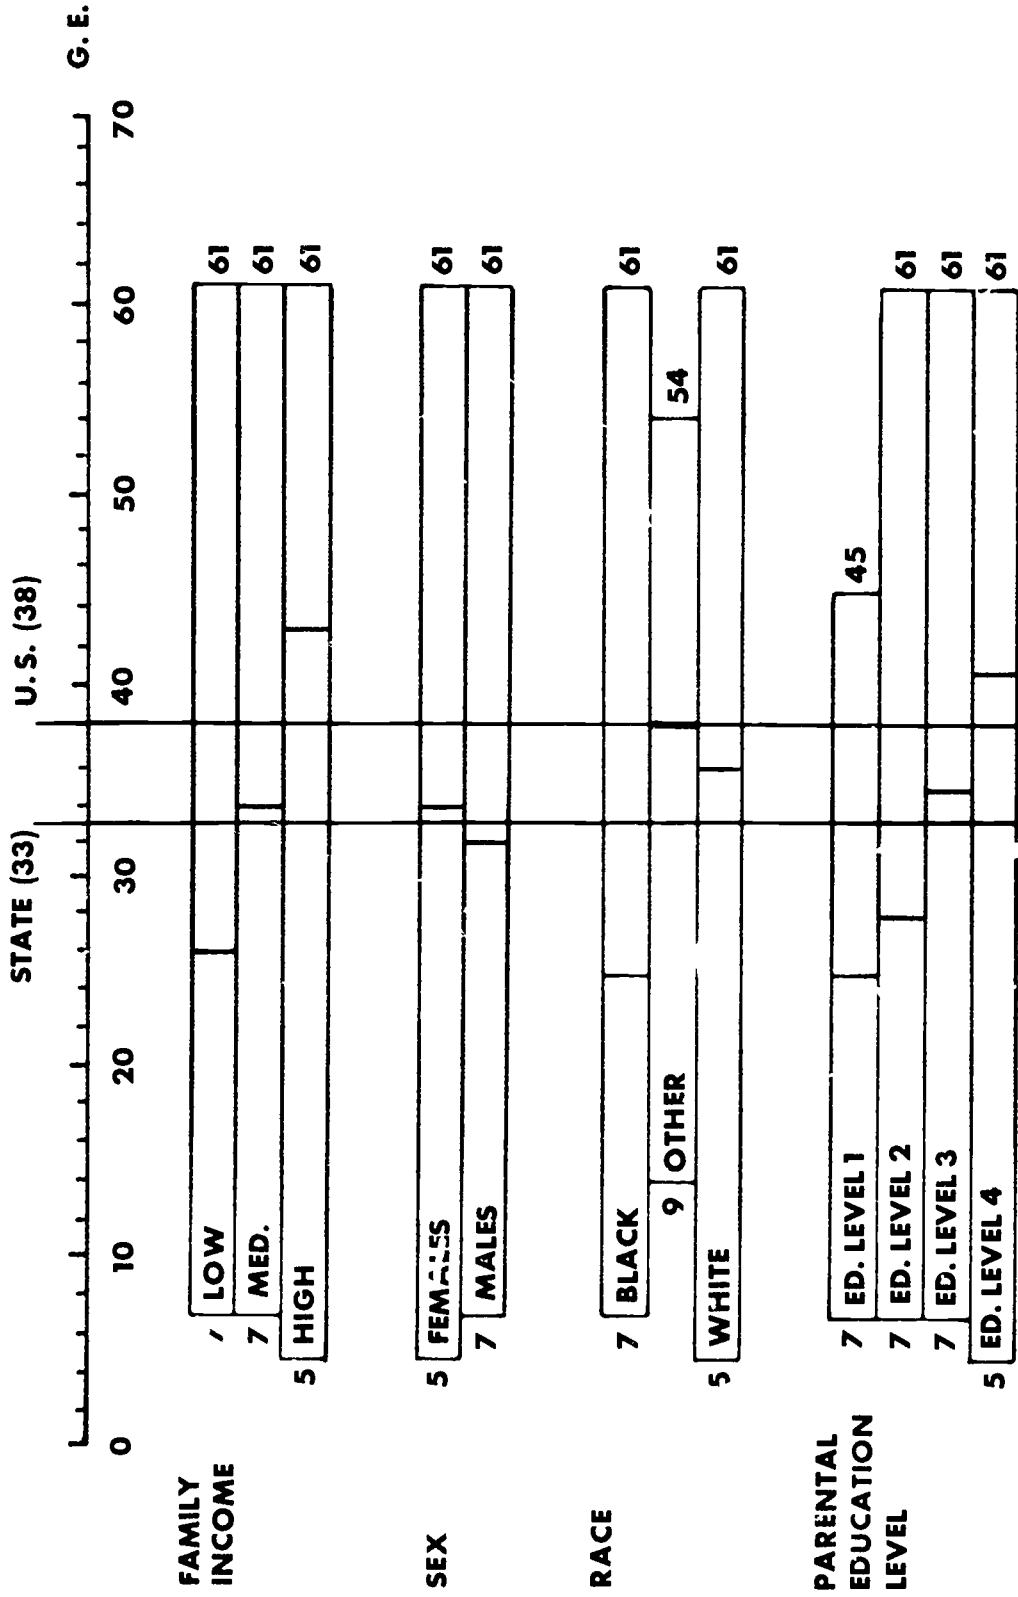 STATE (33) U.S. (38)
G. E.
0 10 20 30 40 50 60 70
FAMILY
INCOME
LOW 61
7 MED. 61
5 HIGH 61
SEX
5 FEMALES 61
7 MALES 61
RACE
7 BLACK 61
9 OTHER 54
5 WHITE 61
PARENTAL
EDUCATION
LEVEL
7 ED. LEVEL 1 45
7 ED. LEVEL 2 61
7 ED. LEVEL 3 61
5 ED. LEVEL 4 61